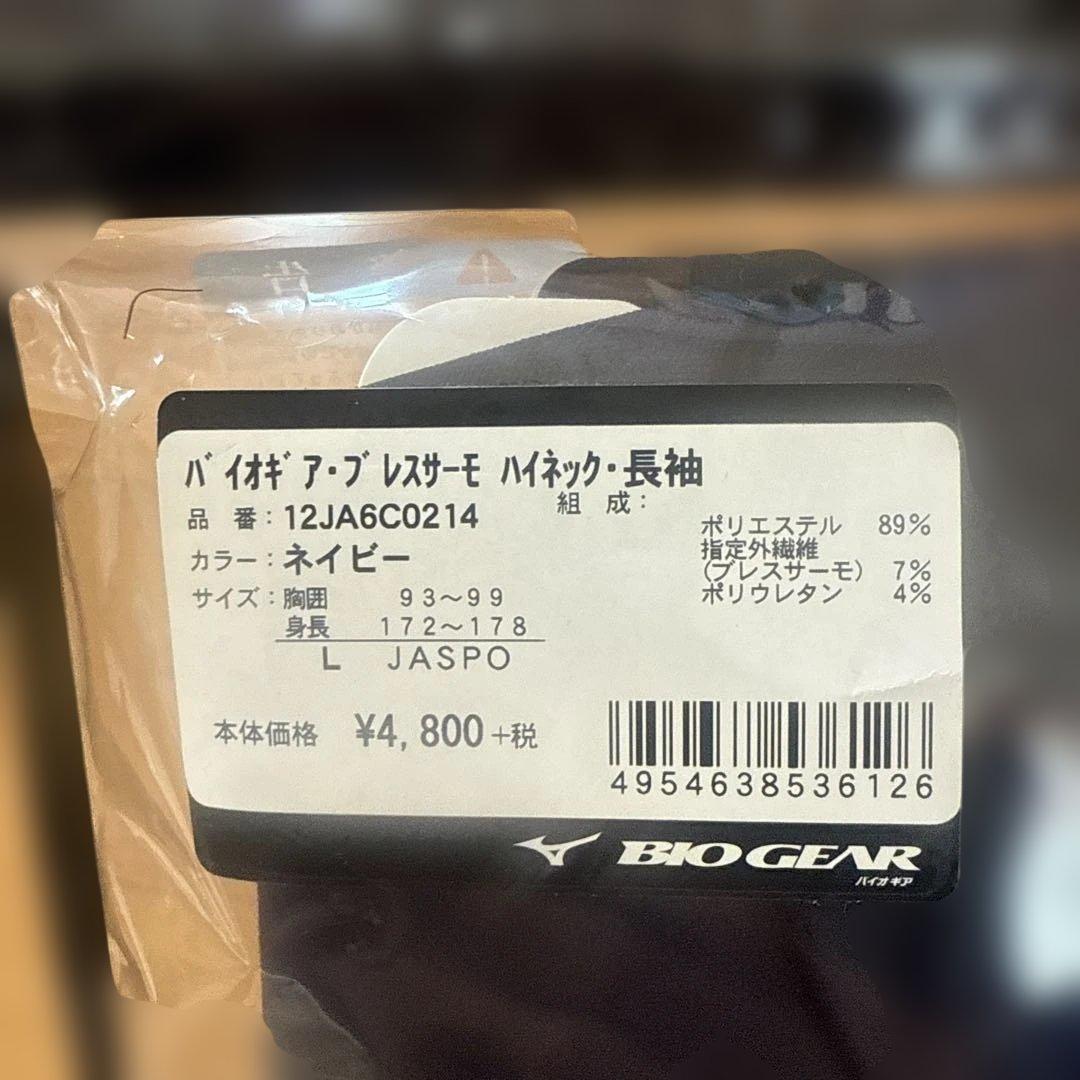 告
ﾊﾞｲｵｷﾞｱ・ﾌﾞﾚｽｻｰﾓ ﾊｲﾈｯｸ・長袖
品 番：12JA6C0214
組 成：
カラー：ネイビー
ポリエステル 89%
指定外繊維
(ブレスサーモ) 7%
ポリウレタン 4%
サイズ：胸囲 93～99
身長 172～178
L JASPO
本体価格 ¥4,800+税
4954638536126
BIOGEAR
バイオギア